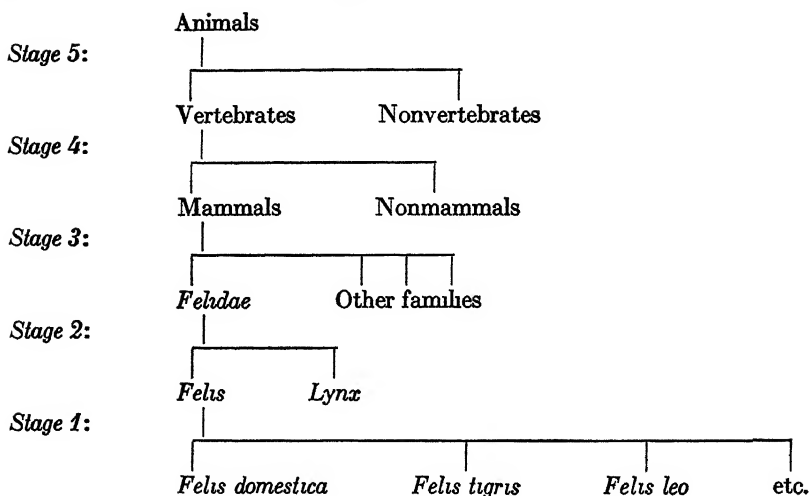 Animals
Stage 5:
Vertebrates Nonvertebrates
Stage 4:
Mammals Nonmammals
Stage 3:
Felidae Other families
Stage 2:
Felis Lynx
Stage 1:
Felis domestica Felis tigris Felis leo etc.